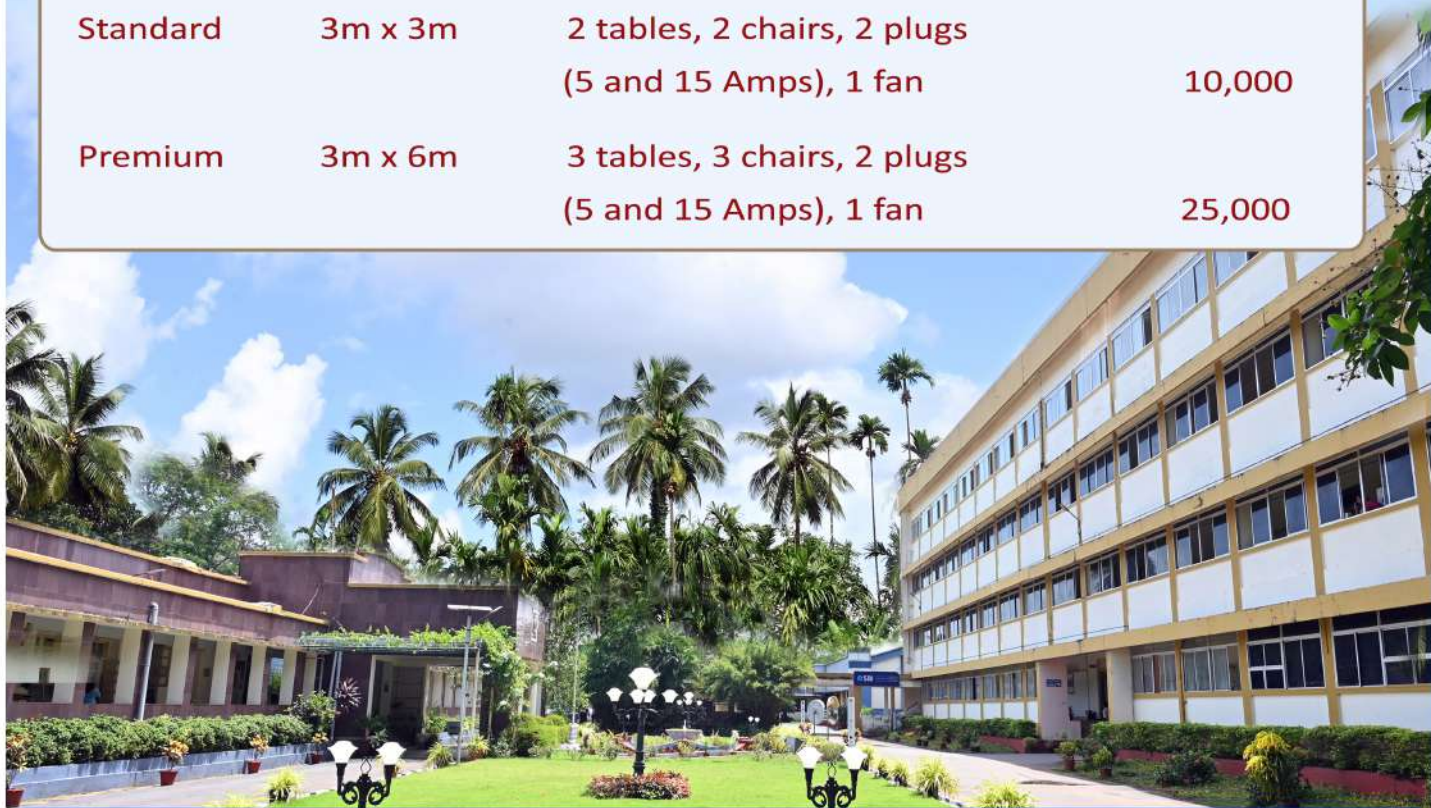 Standard 3m x 3m 2 tables, 2 chairs, 2 plugs
(5 and 15 Amps), 1 fan 10,000
Premium 3m x 6m 3 tables, 3 chairs, 2 plugs
(5 and 15 Amps), 1 fan 25,000
SBI